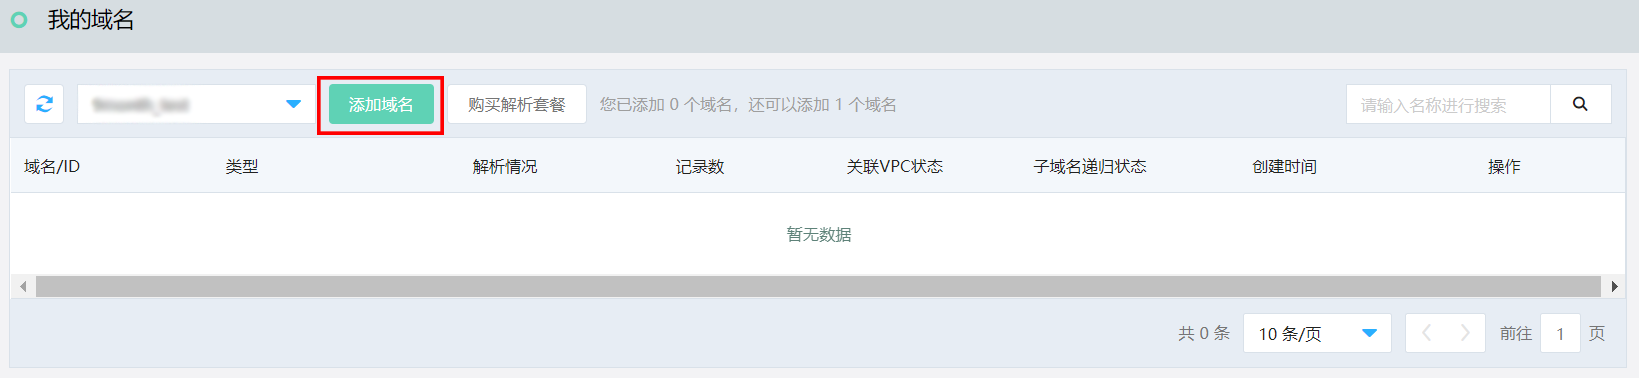 我的域名
添加域名 购买解析套餐 您已添加 0 个域名，还可以添加 1 个域名 请输入名称进行搜索
域名/ID 类型 解析情况 记录数 关联VPC状态 子域名递归状态 创建时间 操作
暂无数据
共 0 条 10 条/页 前往 1 页